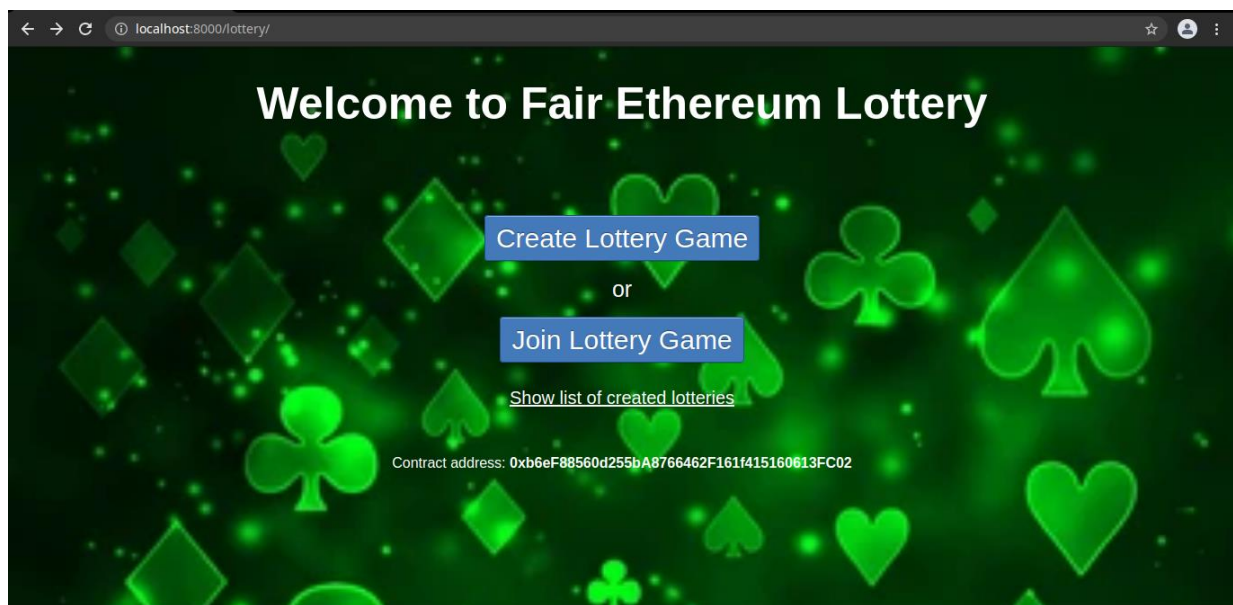 localhost:8000/lottery/
Welcome to Fair Ethereum Lottery
Create Lottery Game
or
Join Lottery Game
Show list of created lotteries
Contract address: 0xb6eF88560d255bA8766462F161f415160613FC02